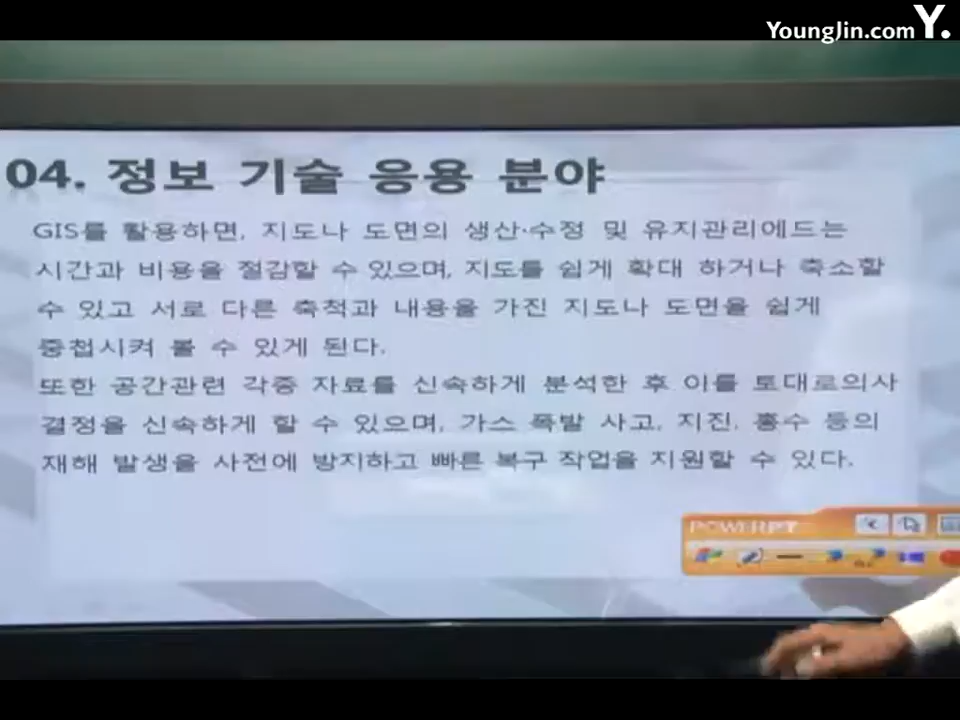 YoungJin.com Y.
04. 정보 기술 응용 분야
GIS를 활용하면, 지도나 도면의 생산·수정 및 유지관리에드는
시간과 비용을 절감할 수 있으며, 지도를 쉽게 확대 하거나 축소할
수 있고 서로 다른 축척과 내용을 가진 지도나 도면을 쉽게
중첩시켜 볼 수 있게 된다.
또한 공간관련 각종 자료를 신속하게 분석한 후 이를 토대로의사
결정을 신속하게 할 수 있으며, 가스 폭발 사고, 지진, 홍수 등의
재해 발생을 사전에 방지하고 빠른 복구 작업을 지원할 수 있다.
POWERPT